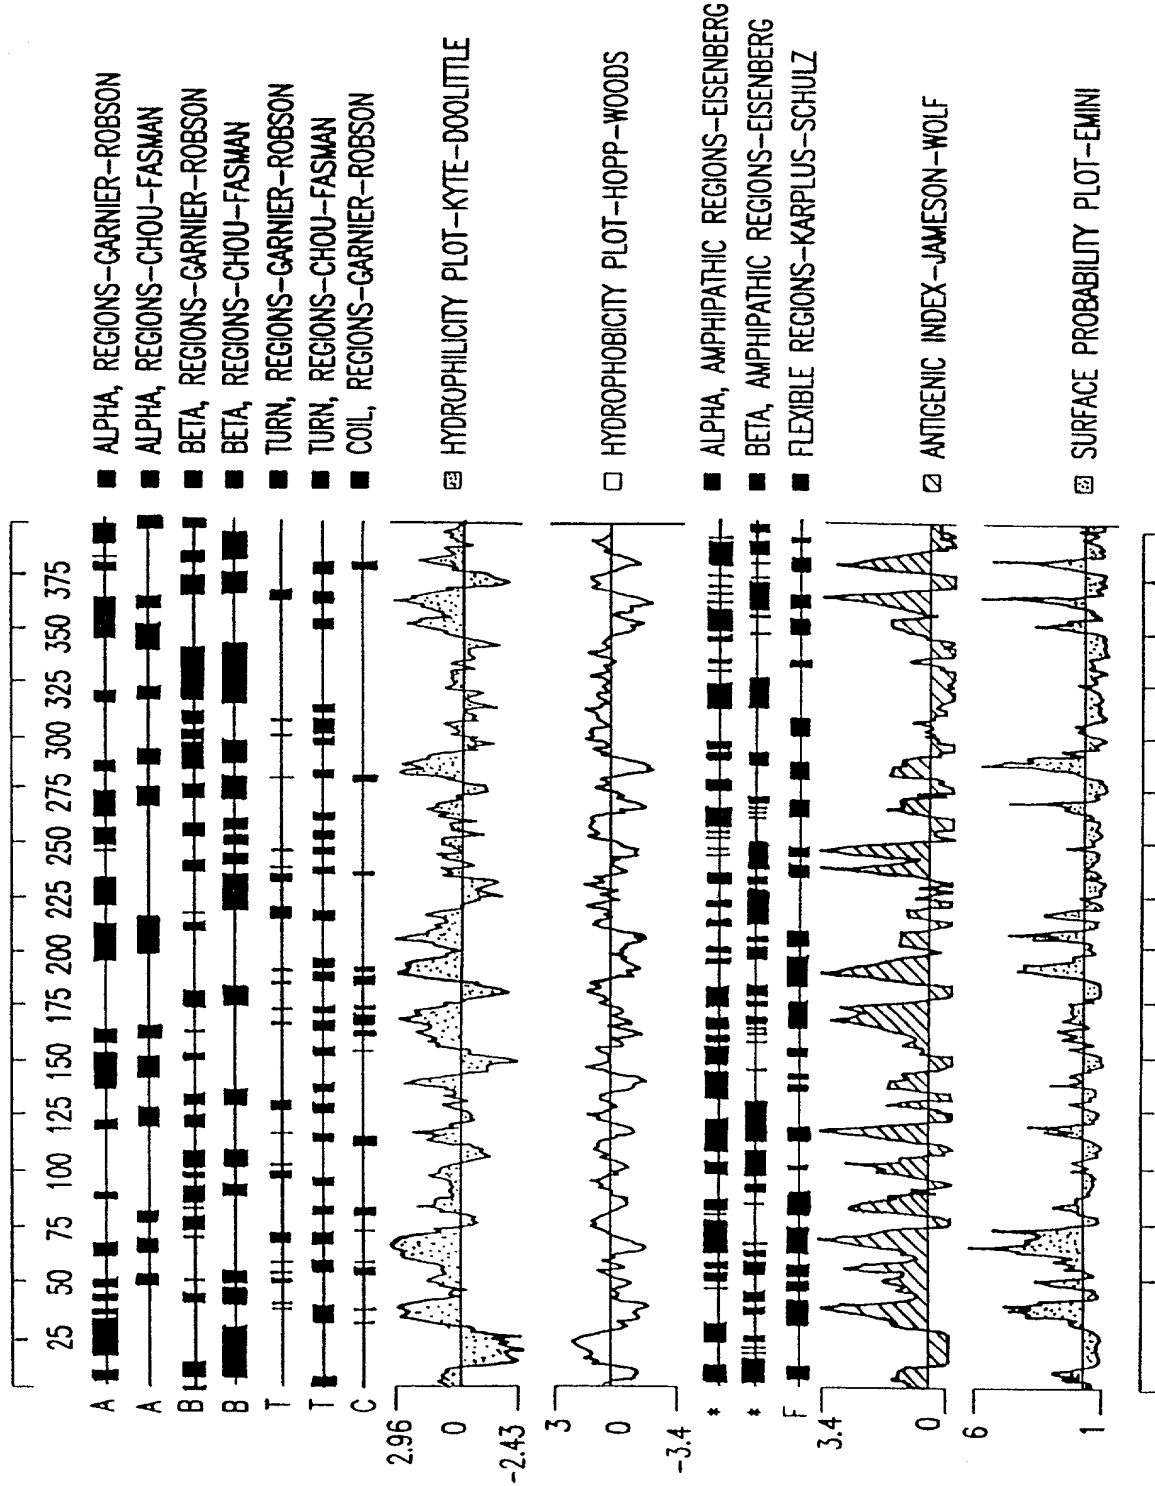 25 50 75 100 125 150 175 200 225 250 275 300 325 350 375
A ■ ALPHA, REGIONS-GARNIER-ROBSON
A ■ ALPHA, REGIONS-CHOU-FASMAN
B ■ BETA, REGIONS-GARNIER-ROBSON
B ■ BETA, REGIONS-CHOU-FASMAN
T ■ TURN, REGIONS-GARNIER-ROBSON
T ■ TURN, REGIONS-CHOU-FASMAN
C ■ COIL, REGIONS-GARNIER-ROBSON
2.96
0
-2.43
HYDROPHILICITY PLOT-KYTE-DOOLITTLE
3
0
-3.4
HYDROPHOBICITY PLOT-HOPP-WOODS
* ■ ALPHA, AMPHIPATHIC REGIONS-EISENBERG
* ■ BETA, AMPHIPATHIC REGIONS-EISENBERG
F ■ FLEXIBLE REGIONS-KARPLUS-SCHULZ
3.4
0
ANTIGENIC INDEX-JAMESON-WOLF
6
1
SURFACE PROBABILITY PLOT-EMINI